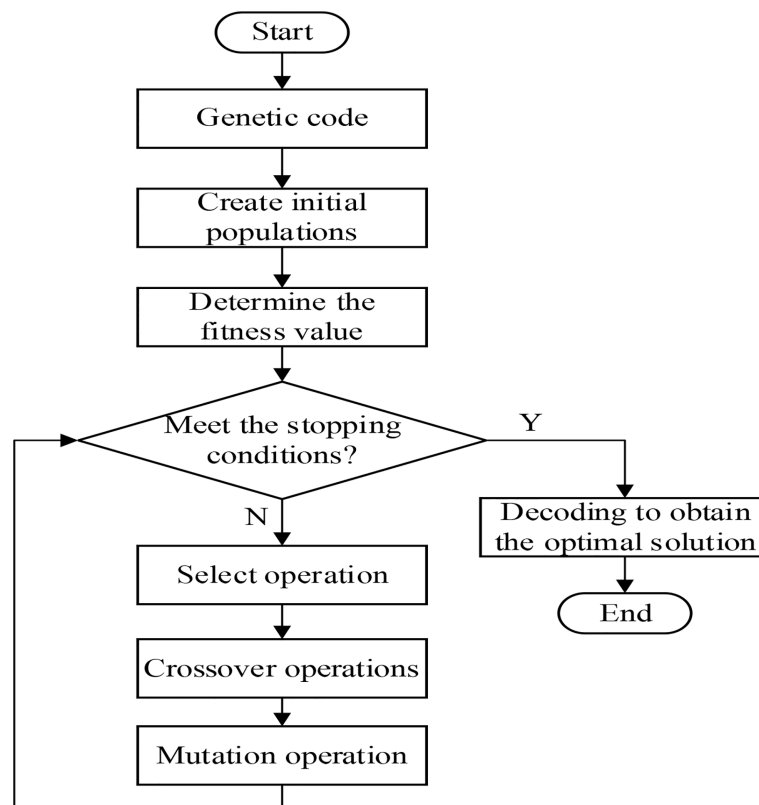 Start
Genetic code
Create initial
populations
Determine the
fitness value
Meet the stopping
conditions?
Y
N
Decoding to obtain
the optimal solution
Select operation
End
Crossover operations
Mutation operation